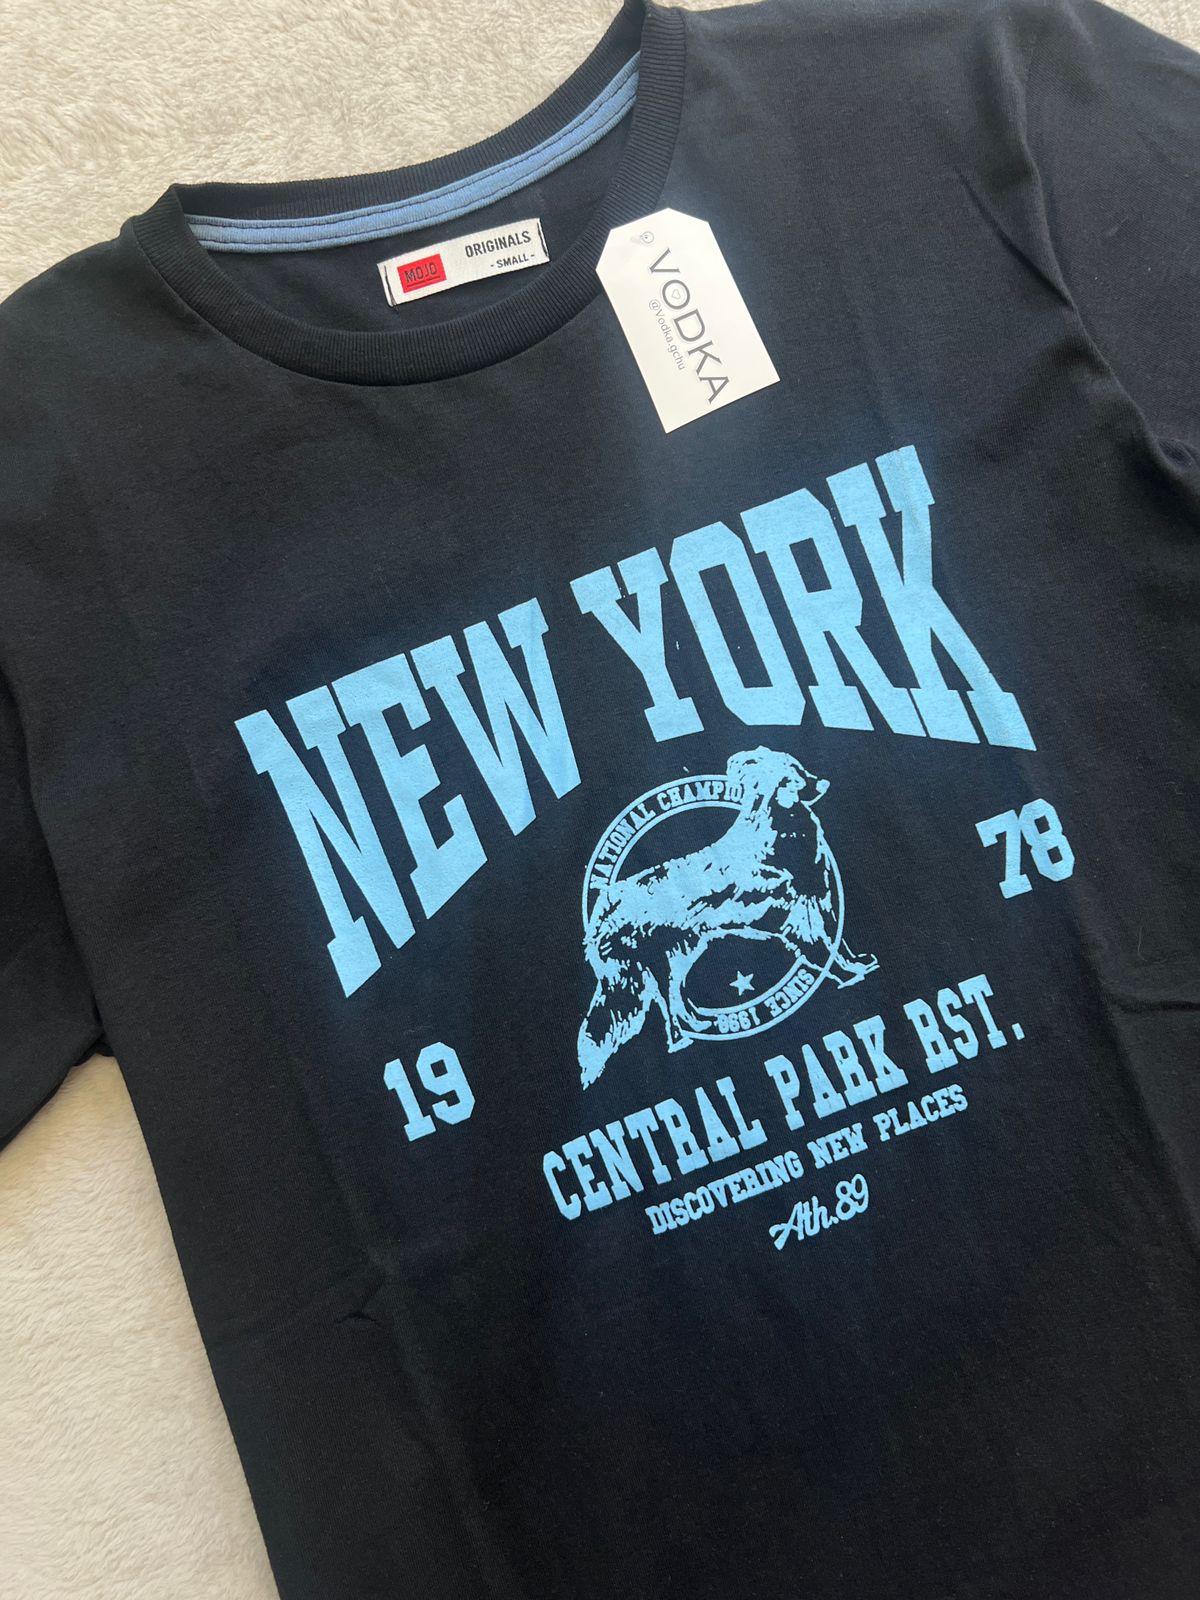 MOJO
ORIGINALS
- SMALL -
VODKA
@Vodka.gchu
NEW YORK
NATIONAL CHAMPIO
SINCE 1998
19
78
CENTRAL PARK RST.
DISCOVERING NEW PLACES
Ath.89